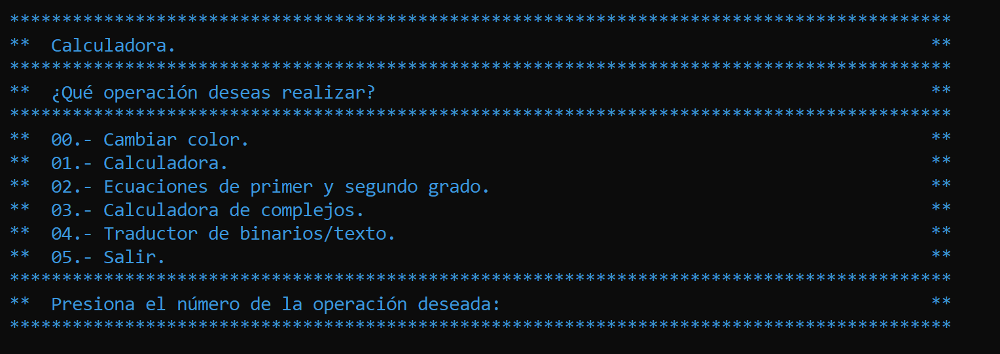 ******************************************************************************************
**  Calculadora.                                                                        **
******************************************************************************************
**  ¿Qué operación deseas realizar?                                                     **
******************************************************************************************
**  00.- Cambiar color.                                                                 **
**  01.- Calculadora.                                                                   **
**  02.- Ecuaciones de primer y segundo grado.                                          **
**  03.- Calculadora de complejos.                                                      **
**  04.- Traductor de binarios/texto.                                                   **
**  05.- Salir.                                                                         **
******************************************************************************************
**  Presiona el número de la operación deseada:                                         **
******************************************************************************************